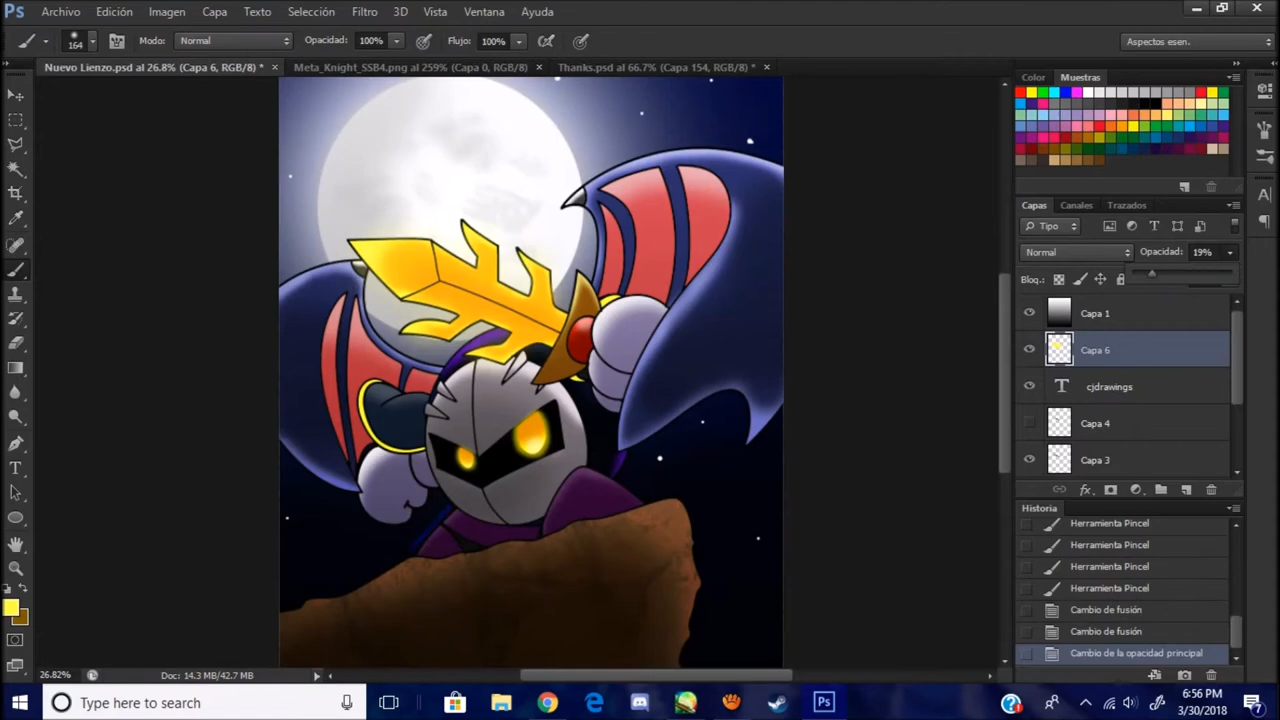 Ps Archivo Edición Imagen Capa Texto Selección Filtro 3D Vista Ventana Ayuda
164 Modo: Normal Opacidad: 100% Flujo: 100% Aspectos esen.
Nuevo Lienzo.psd al 26.8% (Capa 6, RGB/8) * × Meta_Knight_SSB4.png al 259% (Capa 0, RGB/8) × Thanks.psd al 66.7% (Capa 154, RGB/8) * ×
Color Muestras
Capas Canales Trazados
Tipo
Normal Opacidad: 19%
Bloq.:
Capa 1
Capa 6
T cjdrawings
Capa 4
Capa 3
fx
Historia
Herramienta Pincel
Herramienta Pincel
Herramienta Pincel
Herramienta Pincel
Cambio de fusión
Cambio de fusión
Cambio de la opacidad principal
26.82% Doc: 14.3 MB/42.7 MB
Type here to search
Ps
6:56 PM
3/30/2018
7